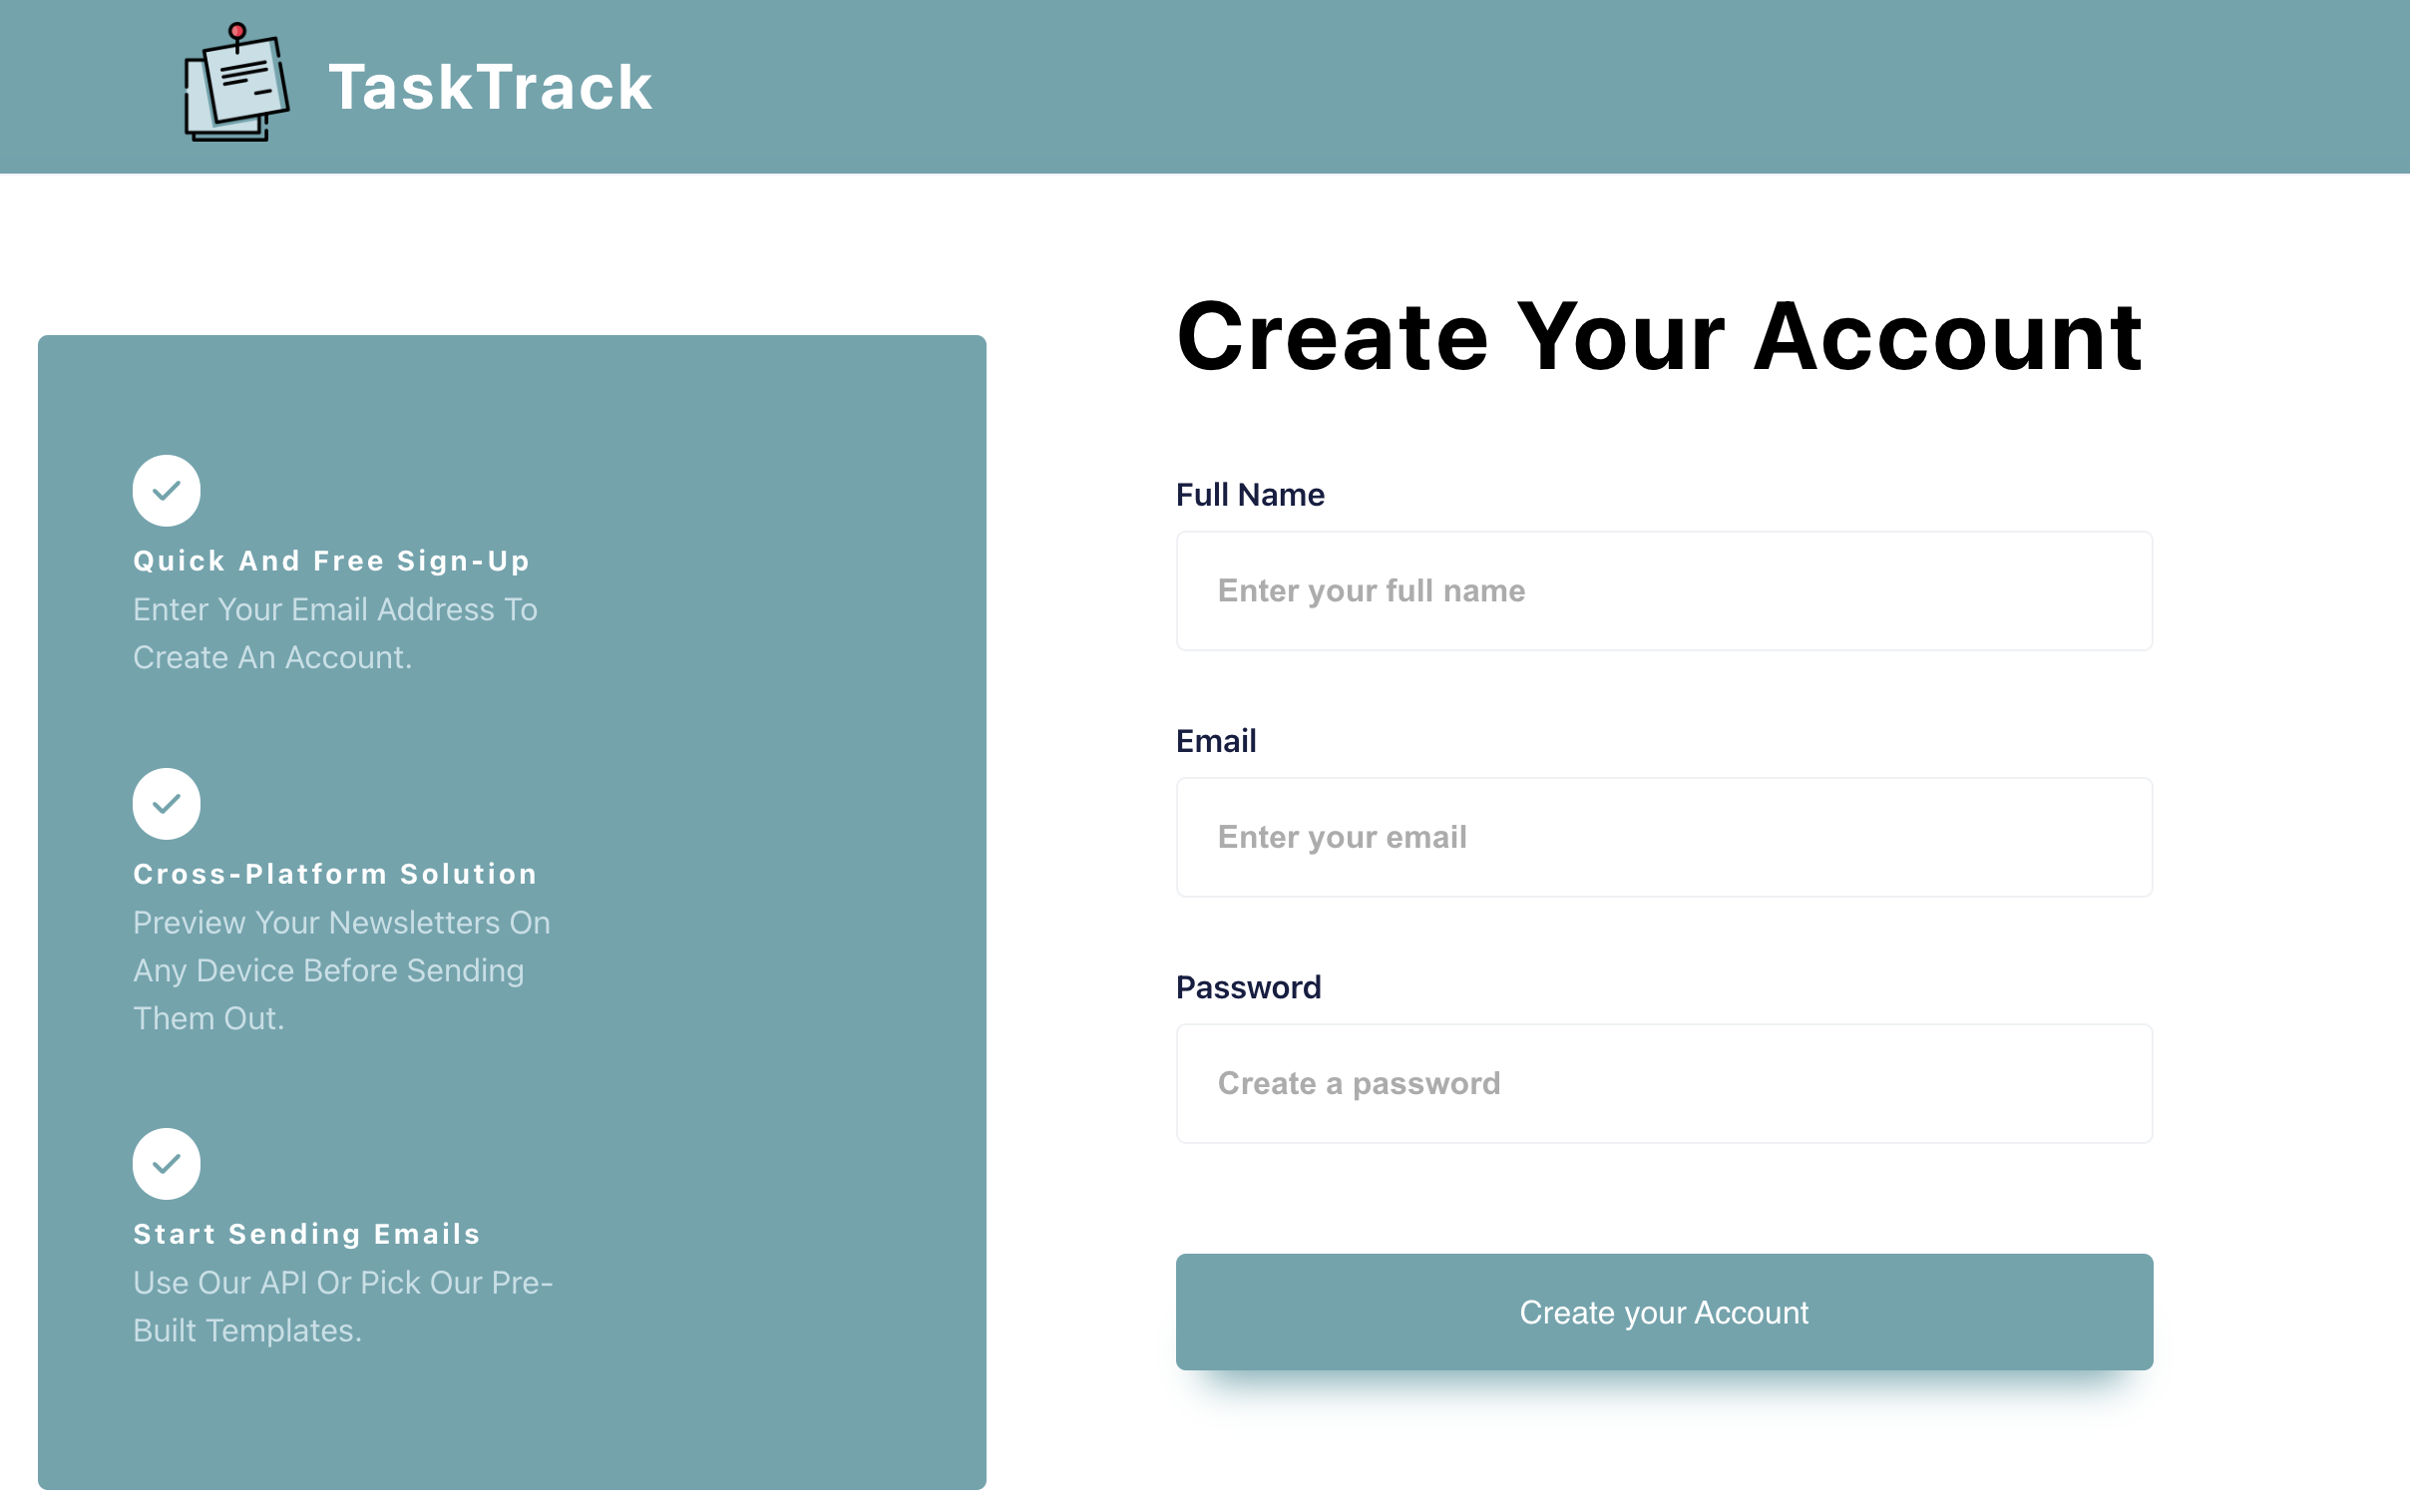 TaskTrack
Quick And Free Sign-Up
Enter Your Email Address To
Create An Account.
Cross-Platform Solution
Preview Your Newsletters On
Any Device Before Sending
Them Out.
Start Sending Emails
Use Our API Or Pick Our Pre-
Built Templates.
Create Your Account
Full Name
Enter your full name
Email
Enter your email
Password
Create a password
Create your Account